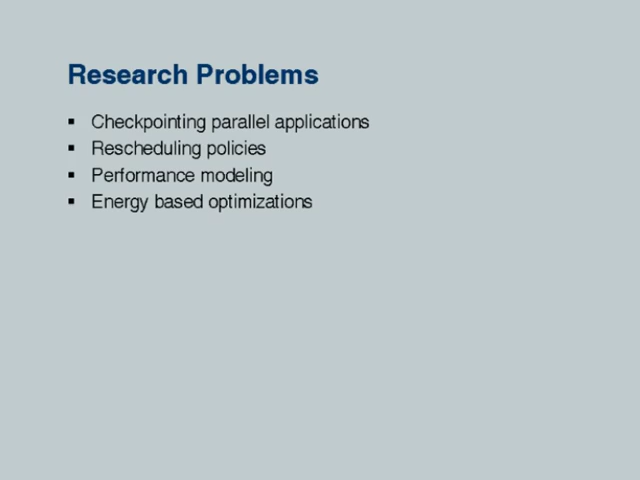 Research Problems
▪ Checkpointing parallel applications
▪ Rescheduling policies
▪ Performance modeling
▪ Energy based optimizations